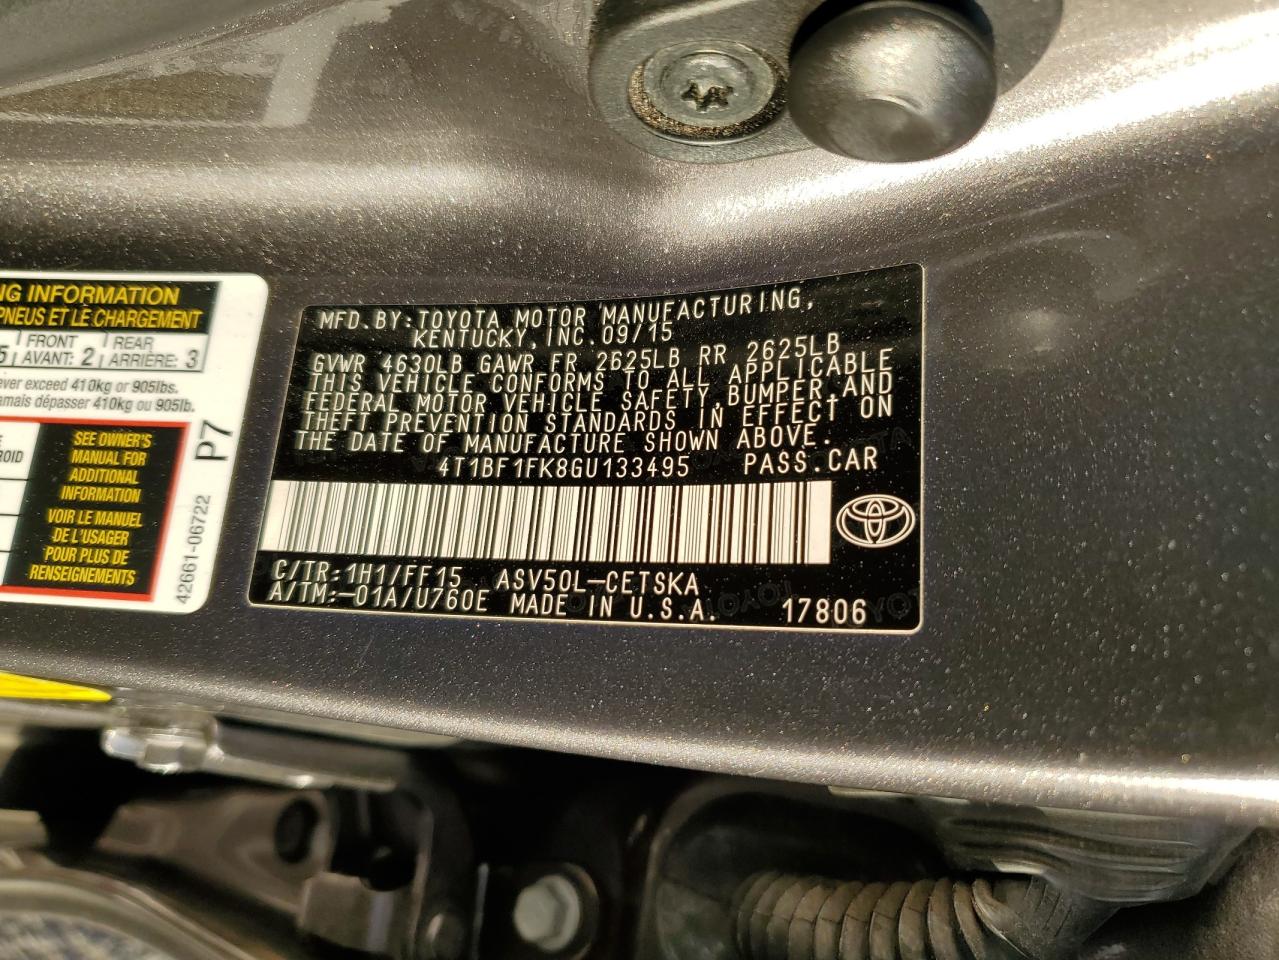 NG INFORMATION
PNEUS ET LE CHARGEMENT
5 FRONT AVANT: 2 REAR ARRIÈRE: 3
ever exceed 410kg or 905lbs.
amais dépasser 410kg ou 905lb.
SEE OWNER'S
MANUAL FOR
ADDITIONAL
INFORMATION
VOIR LE MANUEL
DE L'USAGER
POUR PLUS DE
RENSEIGNEMENTS
P7
42661-06722
MFD.BY:TOYOTA MOTOR MANUFACTURING,
KENTUCKY,INC.09/15
GVWR 4630LB GAWR FR 2625LB RR 2625LB
THIS VEHICLE CONFORMS TO ALL APPLICABLE
FEDERAL MOTOR VEHICLE SAFETY,BUMPER,AND
THEFT PREVENTION STANDARDS IN EFFECT ON
THE DATE OF MANUFACTURE SHOWN ABOVE.
4T1BF1FK8GU133495 PASS.CAR
C/TR:1H1/FF15 ASV50L-CETSKA
A/TM:-01A/U760E MADE IN U.S.A. 17806